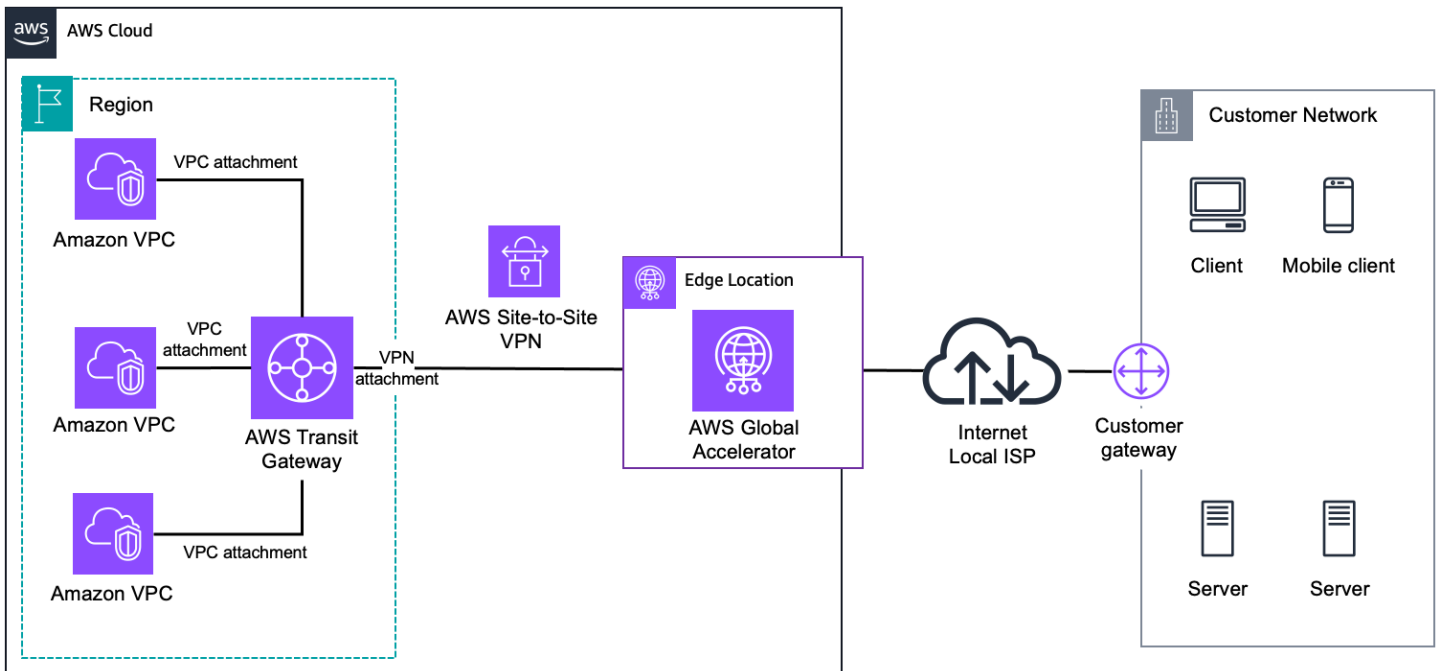 aws
AWS Cloud
Region
VPC attachment
Amazon VPC
VPC
attachment
Amazon VPC
AWS Transit
Gateway
VPC attachment
Amazon VPC
VPN
attachment
AWS Site-to-Site
VPN
Edge Location
AWS Global
Accelerator
Internet
Local ISP
Customer
gateway
Customer Network
Client
Mobile client
Server
Server